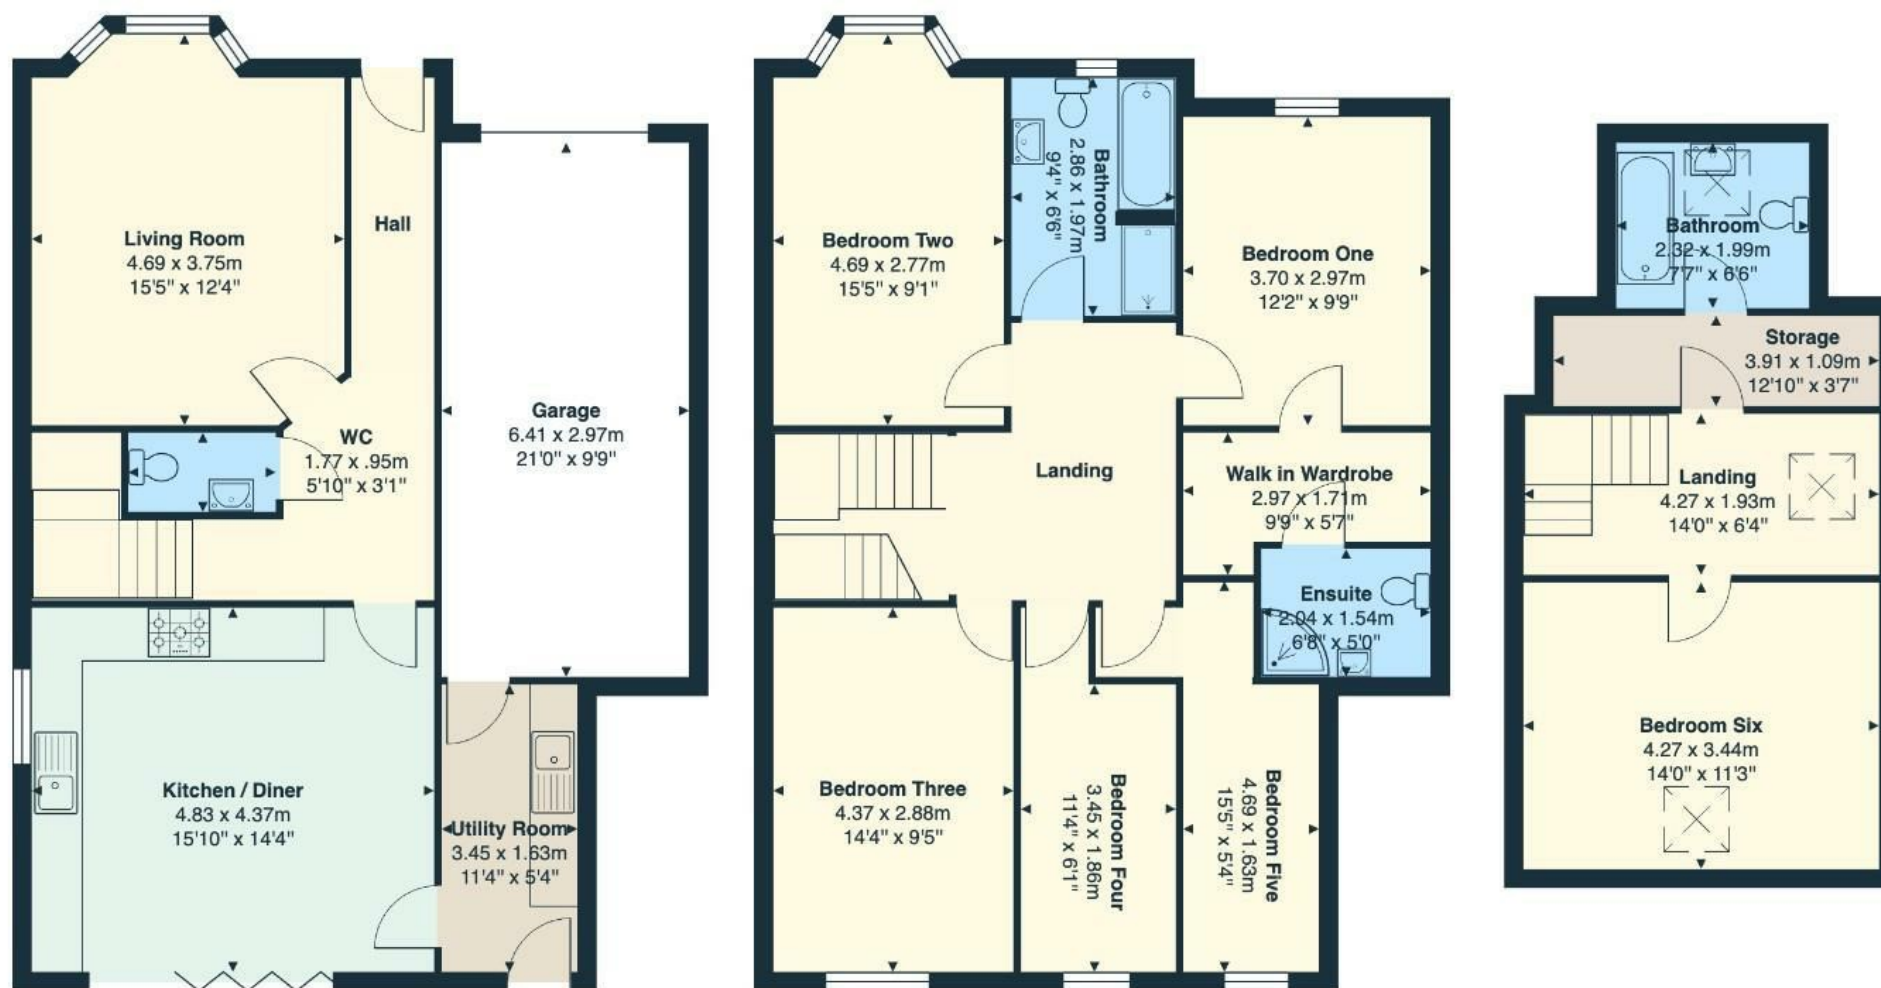 Living Room
4.69 x 3.75m
15'5" x 12'4"
Hall
WC
1.77 x .95m
5'10" x 3'1"
Garage
6.41 x 2.97m
21'0" x 9'9"
Kitchen / Diner
4.83 x 4.37m
15'10" x 14'4"
Utility Room
3.45 x 1.63m
11'4" x 5'4"
Bedroom Two
4.69 x 2.77m
15'5" x 9'1"
Bathroom
2.86 x 1.97m
9'4" x 6'6"
Bedroom One
3.70 x 2.97m
12'2" x 9'9"
Landing
Walk in Wardrobe
2.97 x 1.71m
9'9" x 5'7"
Ensuite
2.04 x 1.54m
6'8" x 5'0"
Bedroom Three
4.37 x 2.88m
14'4" x 9'5"
Bedroom Four
3.45 x 1.86m
11'4" x 6'1"
Bedroom Five
4.69 x 1.63m
15'5" x 5'4"
Bathroom
2.32 x 1.99m
7'7" x 6'6"
Storage
3.91 x 1.09m
12'10" x 3'7"
Landing
4.27 x 1.93m
14'0" x 6'4"
Bedroom Six
4.27 x 3.44m
14'0" x 11'3"